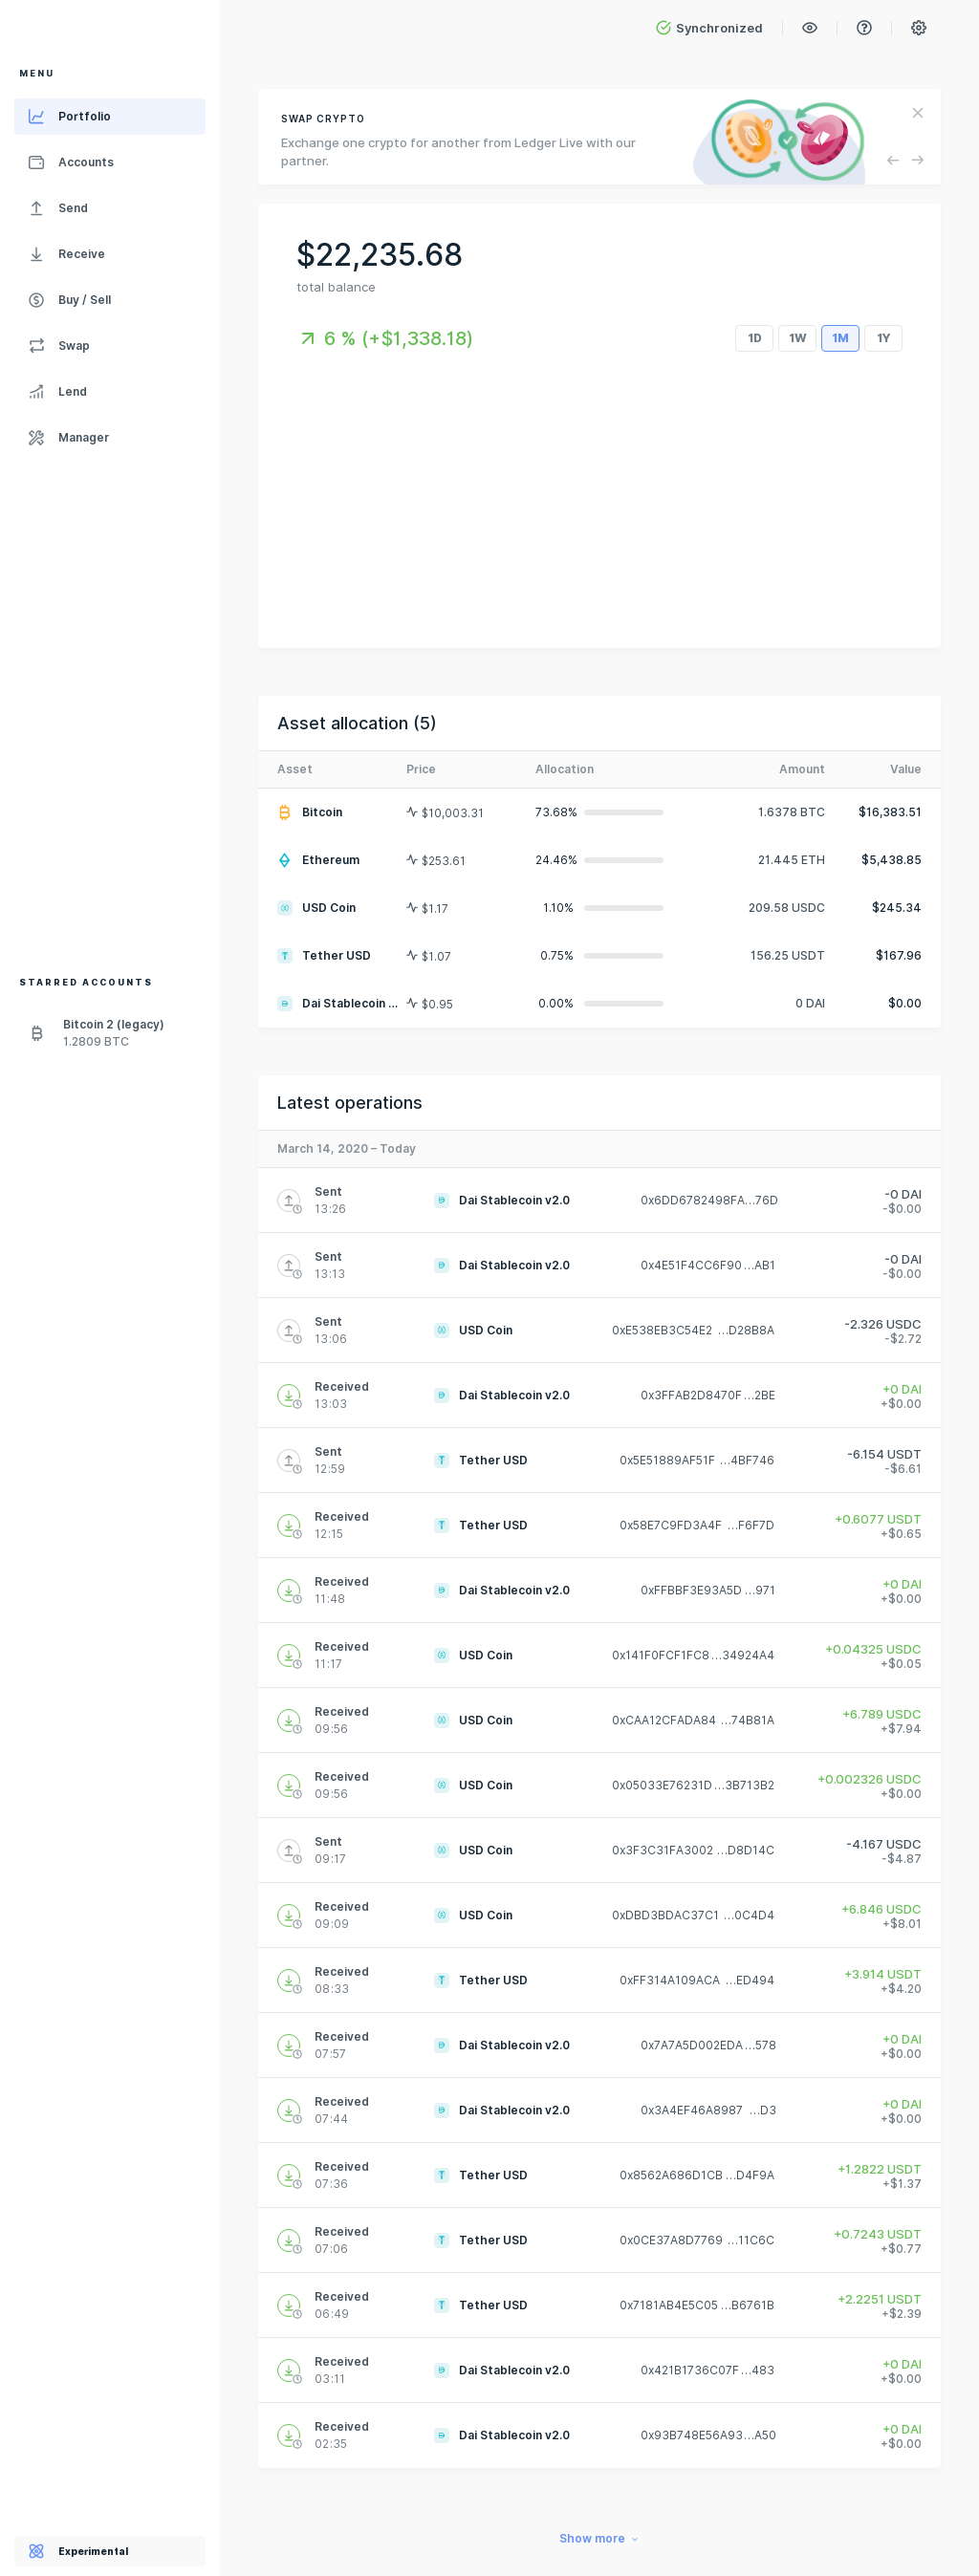 Synchronized
MENU
Portfolio
Accounts
Send
Receive
Buy / Sell
Swap
Lend
Manager
STARRED ACCOUNTS
Bitcoin 2 (legacy)
1.2809 BTC
Experimental
SWAP CRYPTO
Exchange one crypto for another from Ledger Live with our
partner.
$22,235.68
total balance
6 % (+$1,338.18)
1D 1W 1M 1Y
Asset allocation (5)
Asset Price Allocation Amount Value
Bitcoin $10,003.31 73.68% 1.6378 BTC $16,383.51
Ethereum $253.61 24.46% 21.445 ETH $5,438.85
USD Coin $1.17 1.10% 209.58 USDC $245.34
Tether USD $1.07 0.75% 156.25 USDT $167.96
Dai Stablecoin ... $0.95 0.00% 0 DAI $0.00
Latest operations
March 14, 2020 – Today
Sent
13:26
Dai Stablecoin v2.0
0x6DD6782498FA…76D
-0 DAI
-$0.00
Sent
13:13
Dai Stablecoin v2.0
0x4E51F4CC6F90…AB1
-0 DAI
-$0.00
Sent
13:06
USD Coin
0xE538EB3C54E2 …D28B8A
-2.326 USDC
-$2.72
Received
13:03
Dai Stablecoin v2.0
0x3FFAB2D8470F…2BE
+0 DAI
+$0.00
Sent
12:59
Tether USD
0x5E51889AF51F …4BF746
-6.154 USDT
-$6.61
Received
12:15
Tether USD
0x58E7C9FD3A4F …F6F7D
+0.6077 USDT
+$0.65
Received
11:48
Dai Stablecoin v2.0
0xFFBBF3E93A5D…971
+0 DAI
+$0.00
Received
11:17
USD Coin
0x141F0FCF1FC8…34924A4
+0.04325 USDC
+$0.05
Received
09:56
USD Coin
0xCAA12CFADA84 …74B81A
+6.789 USDC
+$7.94
Received
09:56
USD Coin
0x05033E76231D…3B713B2
+0.002326 USDC
+$0.00
Sent
09:17
USD Coin
0x3F3C31FA3002 …D8D14C
-4.167 USDC
-$4.87
Received
09:09
USD Coin
0xDBD3BDAC37C1 …0C4D4
+6.846 USDC
+$8.01
Received
08:33
Tether USD
0xFF314A109ACA …ED494
+3.914 USDT
+$4.20
Received
07:57
Dai Stablecoin v2.0
0x7A7A5D002EDA…578
+0 DAI
+$0.00
Received
07:44
Dai Stablecoin v2.0
0x3A4EF46A8987 …D3
+0 DAI
+$0.00
Received
07:36
Tether USD
0x8562A686D1CB …D4F9A
+1.2822 USDT
+$1.37
Received
07:06
Tether USD
0x0CE37A8D7769 …11C6C
+0.7243 USDT
+$0.77
Received
06:49
Tether USD
0x7181AB4E5C05 …B6761B
+2.2251 USDT
+$2.39
Received
03:11
Dai Stablecoin v2.0
0x421B1736C07F…483
+0 DAI
+$0.00
Received
02:35
Dai Stablecoin v2.0
0x93B748E56A93…A50
+0 DAI
+$0.00
Show more